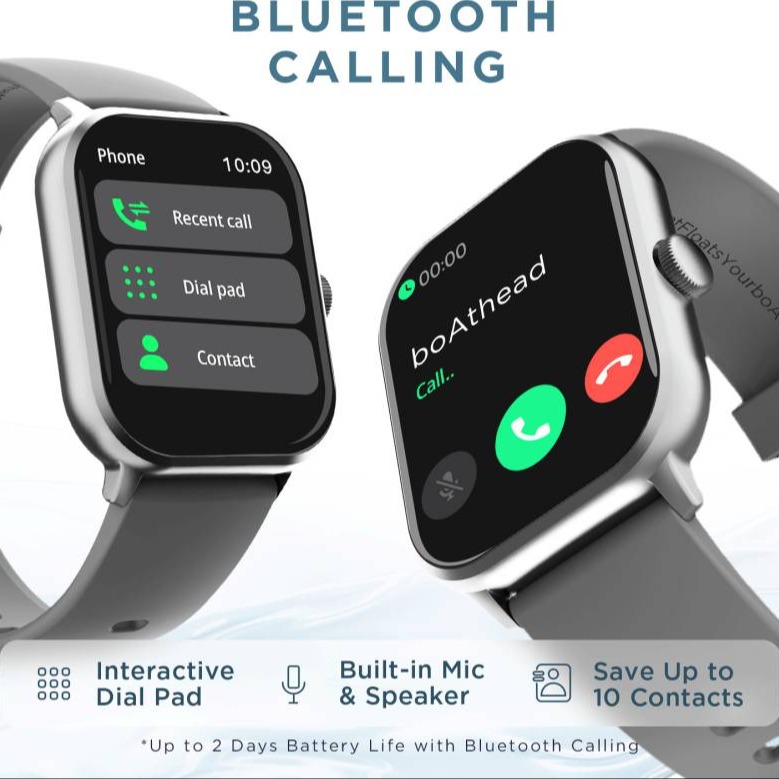 BLUETOOTH
CALLING
Phone
10:09
Recent call
Dial pad
Contact
00:00
boAthead
Call..
Interactive
Dial Pad
Built-in Mic
& Speaker
Save Up to
10 Contacts
*Up to 2 Days Battery Life with Bluetooth Calling